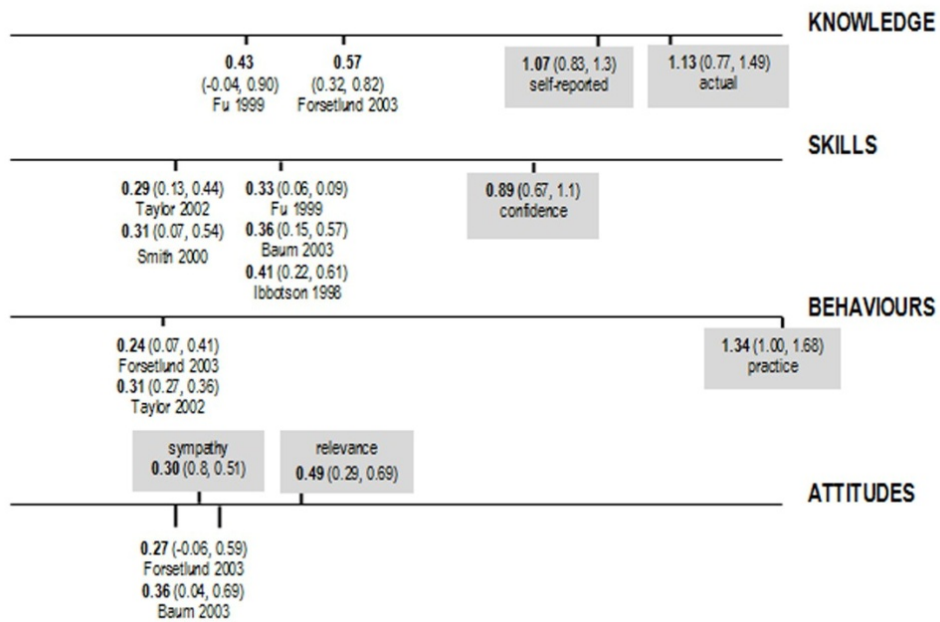 KNOWLEDGE
0.43
(-0.04, 0.90)
Fu 1999
0.57
(0.32, 0.82)
Forsetlund 2003
1.07 (0.83, 1.3)
self-reported
1.13 (0.77, 1.49)
actual
SKILLS
0.29 (0.13, 0.44)
Taylor 2002
0.31 (0.07, 0.54)
Smith 2000
0.33 (0.06, 0.09)
Fu 1999
0.36 (0.15, 0.57)
Baum 2003
0.41 (0.22, 0.61)
Ibbotson 1998
0.89 (0.67, 1.1)
confidence
BEHAVIOURS
0.24 (0.07, 0.41)
Forsetlund 2003
0.31 (0.27, 0.36)
Taylor 2002
1.34 (1.00, 1.68)
practice
sympathy
0.30 (0.8, 0.51)
relevance
0.49 (0.29, 0.69)
ATTITUDES
0.27 (-0.06, 0.59)
Forsetlund 2003
0.36 (0.04, 0.69)
Baum 2003